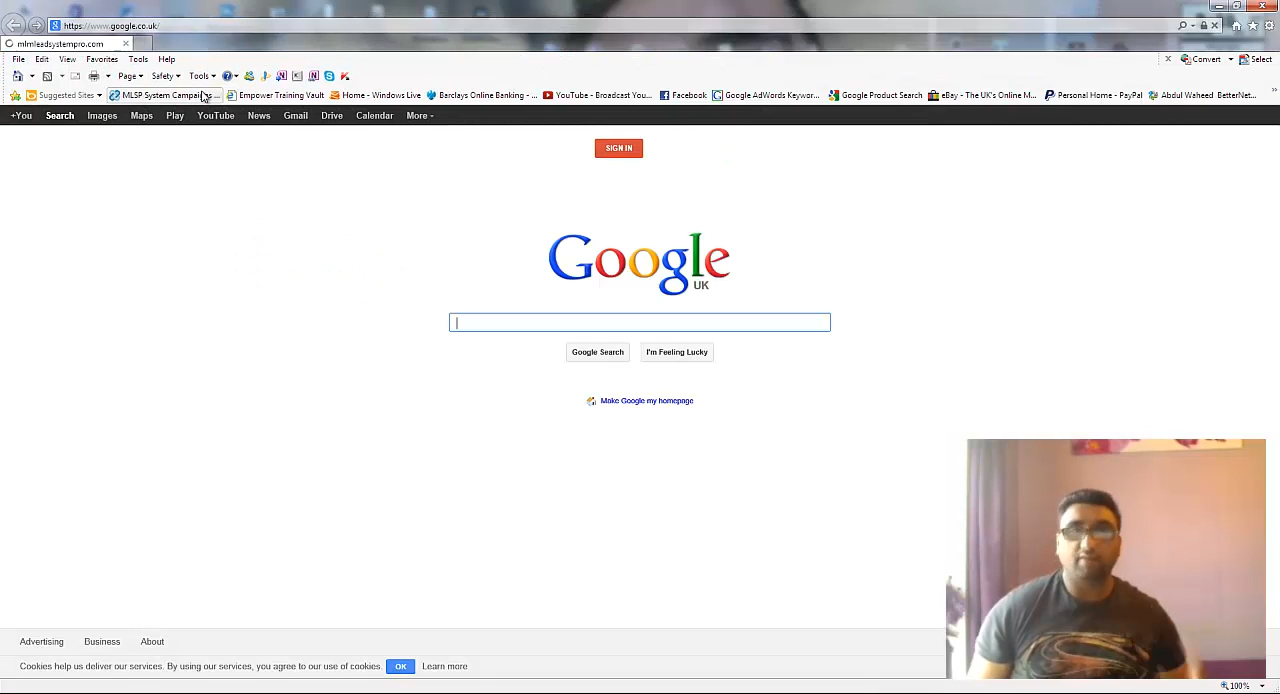 https://www.google.co.uk/
mlmleadsystempro.com
File Edit View Favorites Tools Help
Convert Select
Page Safety Tools
Suggested Sites MLSP System Campaigns ... Empower Training Vault Home - Windows Live Barclays Online Banking - ... YouTube - Broadcast You... Facebook Google AdWords Keywor... Google Product Search eBay - The UK's Online M... Personal Home - PayPal Abdul Waheed BetterNet...
+You Search Images Maps Play YouTube News Gmail Drive Calendar More
SIGN IN
Google
UK
Google Search I'm Feeling Lucky
Make Google my homepage
Advertising Business About
Cookies help us deliver our services. By using our services, you agree to our use of cookies. OK Learn more
100%